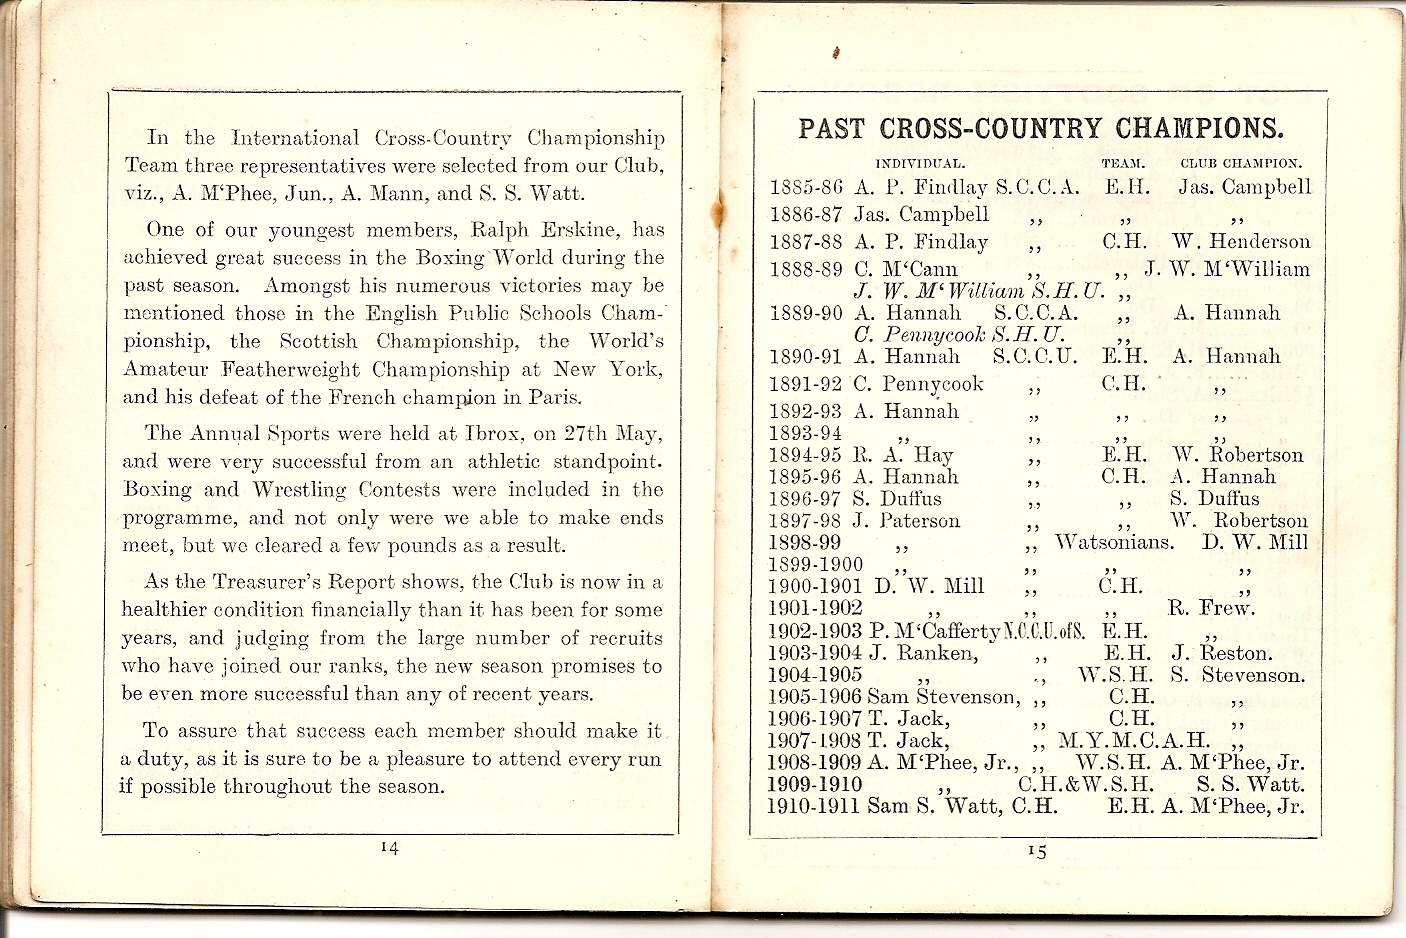 In the International Cross-Country Championship
Team three representatives were selected from our Club,
viz., A. M‘Phee, Jun., A. Mann, and S. S. Watt.
One of our youngest members, Ralph Erskine, has
achieved great success in the Boxing World during the
past season. Amongst his numerous victories may be
mentioned those in the English Public Schools Cham-
pionship, the Scottish Championship, the World's
Amateur Featherweight Championship at New York,
and his defeat of the French champion in Paris.
The Annual Sports were held at Ibrox, on 27th May,
and were very successful from an athletic standpoint.
Boxing and Wrestling Contests were included in the
programme, and not only were we able to make ends
meet, but we cleared a few pounds as a result.
As the Treasurer's Report shows, the Club is now in a
healthier condition financially than it has been for some
years, and judging from the large number of recruits
who have joined our ranks, the new season promises to
be even more successful than any of recent years.
To assure that success each member should make it
a duty, as it is sure to be a pleasure to attend every run
if possible throughout the season.
14
PAST CROSS-COUNTRY CHAMPIONS.
INDIVIDUAL. TEAM. CLUB CHAMPION.
1885-86 A. P. Findlay S.C.C.A. E.H. Jas. Campbell
1886-87 Jas. Campbell ,, ,, ,,
1887-88 A. P. Findlay ,, C.H. W. Henderson
1888-89 C. M‘Cann ,, ,, J. W. M‘William
J. W. M‘William S.H.U. ,,
1889-90 A. Hannah S.C.C.A. ,, A. Hannah
C. Pennycook S.H.U. ,,
1890-91 A. Hannah S.C.C.U. E.H. A. Hannah
1891-92 C. Pennycook ,, C.H. ,,
1892-93 A. Hannah ,, ,, ,,
1893-94 ,, ,, ,, ,,
1894-95 R. A. Hay ,, E.H. W. Robertson
1895-96 A. Hannah ,, C.H. A. Hannah
1896-97 S. Duffus ,, ,, S. Duffus
1897-98 J. Paterson ,, ,, W. Robertson
1898-99 ,, ,, Watsonians. D. W. Mill
1899-1900 ,, ,, ,, ,,
1900-1901 D. W. Mill ,, C.H. ,,
1901-1902 ,, ,, ,, R. Frew.
1902-1903 P. M‘Cafferty N.C.C.U. of S. E.H. ,,
1903-1904 J. Ranken, ,, E.H. J. Reston.
1904-1905 ,, ,, W.S.H. S. Stevenson.
1905-1906 Sam Stevenson, ,, C.H. ,,
1906-1907 T. Jack, ,, C.H. ,,
1907-1908 T. Jack, ,, M.Y.M.C.A.H. ,,
1908-1909 A. M‘Phee, Jr., ,, W.S.H. A. M‘Phee, Jr.
1909-1910 ,, C.H.&W.S.H. S. S. Watt.
1910-1911 Sam S. Watt, C.H. E.H. A. M‘Phee, Jr.
15